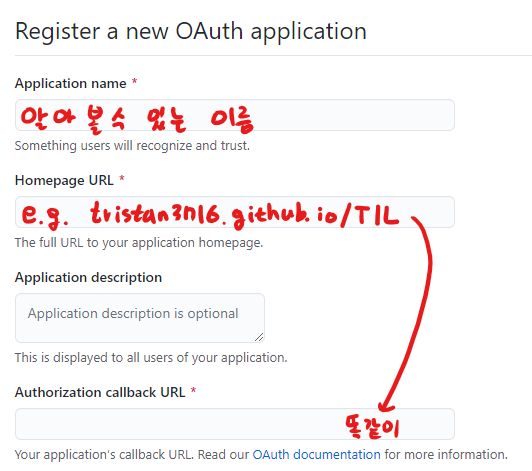 Register a new OAuth application
Application name *
알아 볼수 있는 이름
Something users will recognize and trust.
Homepage URL *
e.g. tristan3716.github.io/TIL
The full URL to your application homepage.
Application description
Application description is optional
This is displayed to all users of your application.
Authorization callback URL *
똑같이
Your application's callback URL. Read our OAuth documentation for more information.